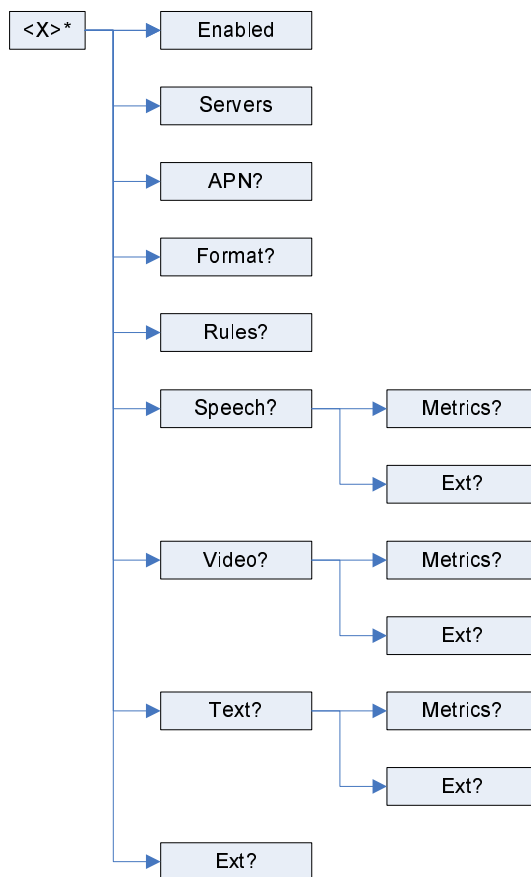 <X>*
Enabled
Servers
APN?
Format?
Rules?
Speech?
Metrics?
Ext?
Video?
Metrics?
Ext?
Text?
Metrics?
Ext?
Ext?